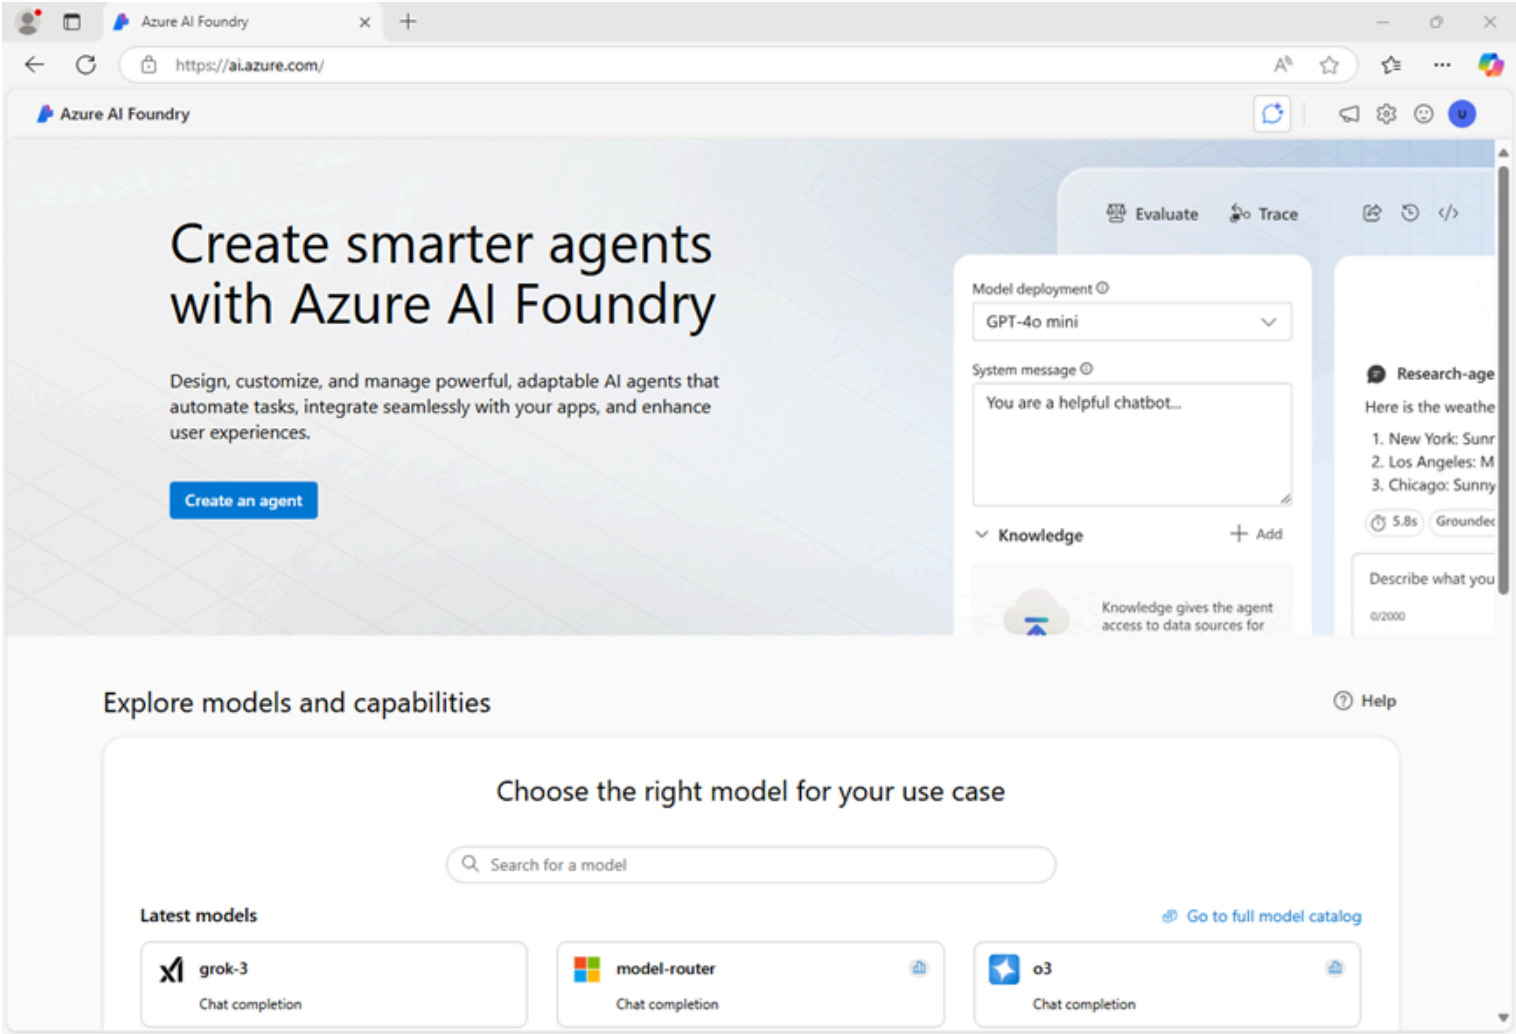 Azure AI Foundry
https://ai.azure.com/
Azure AI Foundry
U
Create smarter agents
with Azure AI Foundry
Design, customize, and manage powerful, adaptable AI agents that
automate tasks, integrate seamlessly with your apps, and enhance
user experiences.
Create an agent
Evaluate
Trace
Model deployment
GPT-4o mini
System message
You are a helpful chatbot...
Knowledge
Add
Knowledge gives the agent
access to data sources for
Research-age
Here is the weathe
1. New York: Sunr
2. Los Angeles: M
3. Chicago: Sunny
5.8s
Grounded
Describe what you
0/2000
Explore models and capabilities
Help
Choose the right model for your use case
Search for a model
Latest models
Go to full model catalog
grok-3
Chat completion
model-router
Chat completion
o3
Chat completion